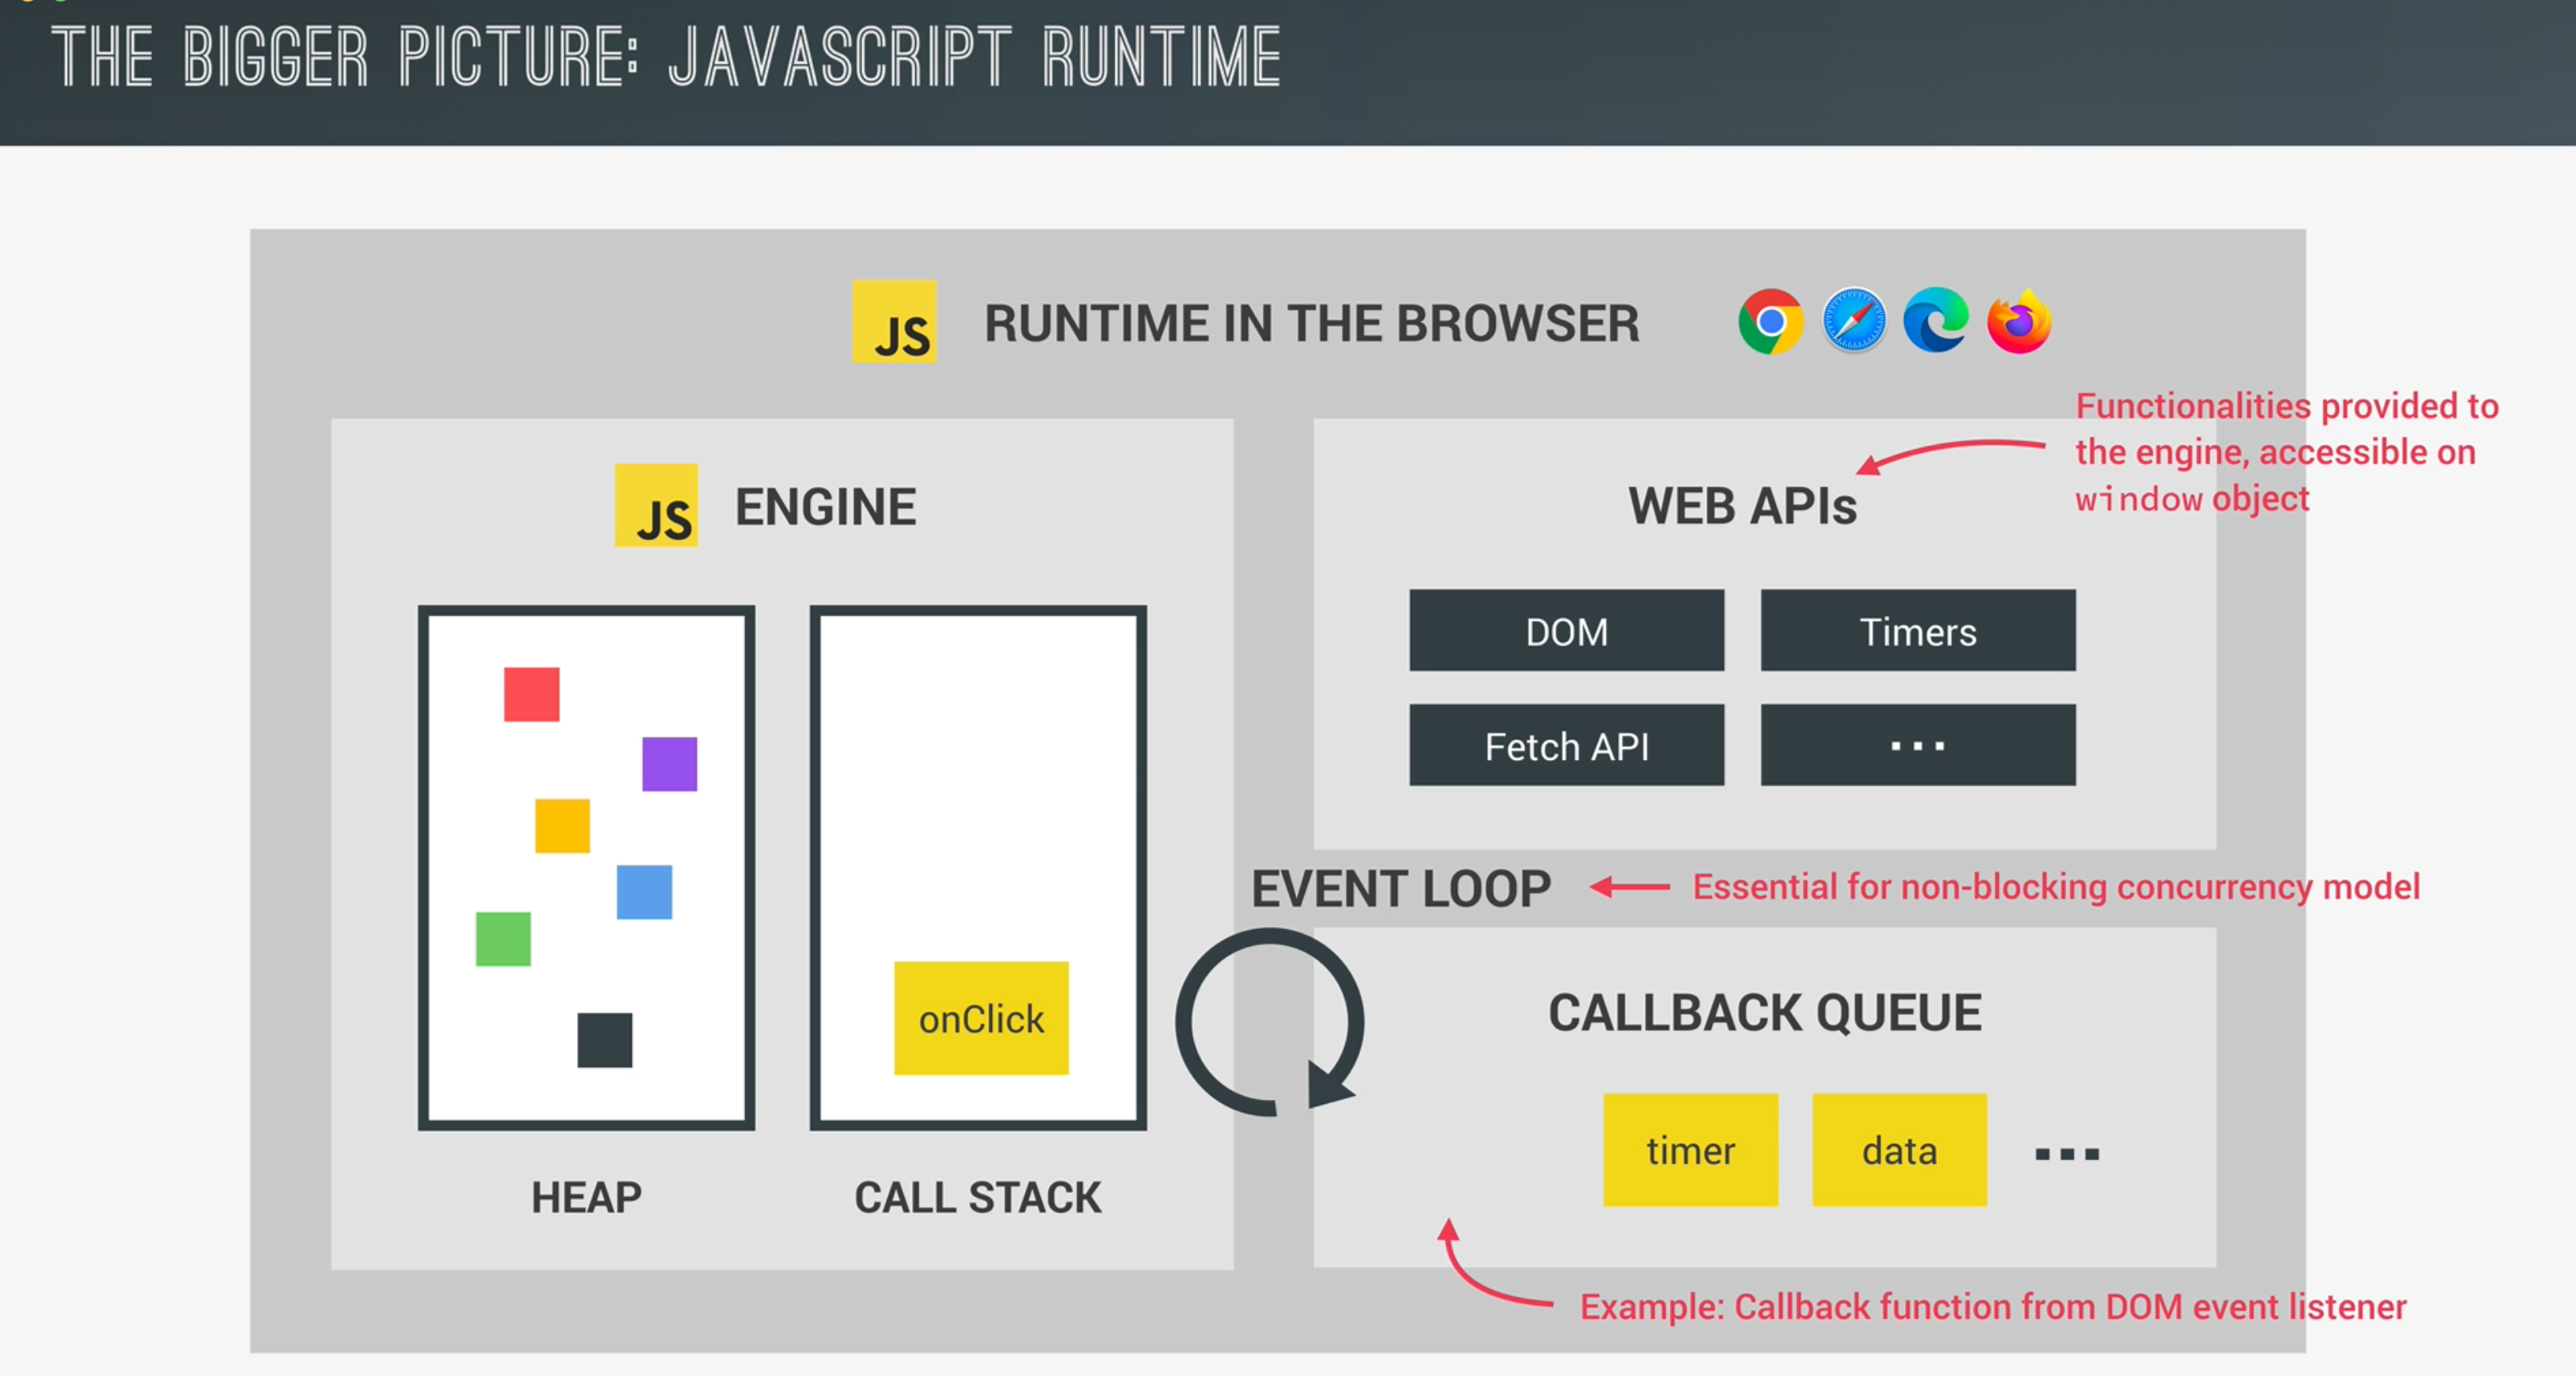 THE BIGGER PICTURE: JAVASCRIPT RUNTIME
JS RUNTIME IN THE BROWSER
Functionalities provided to
the engine, accessible on
window object
JS ENGINE
WEB APIs
DOM
Timers
Fetch API
...
EVENT LOOP
Essential for non-blocking concurrency model
onClick
HEAP
CALL STACK
CALLBACK QUEUE
timer
data
...
Example: Callback function from DOM event listener